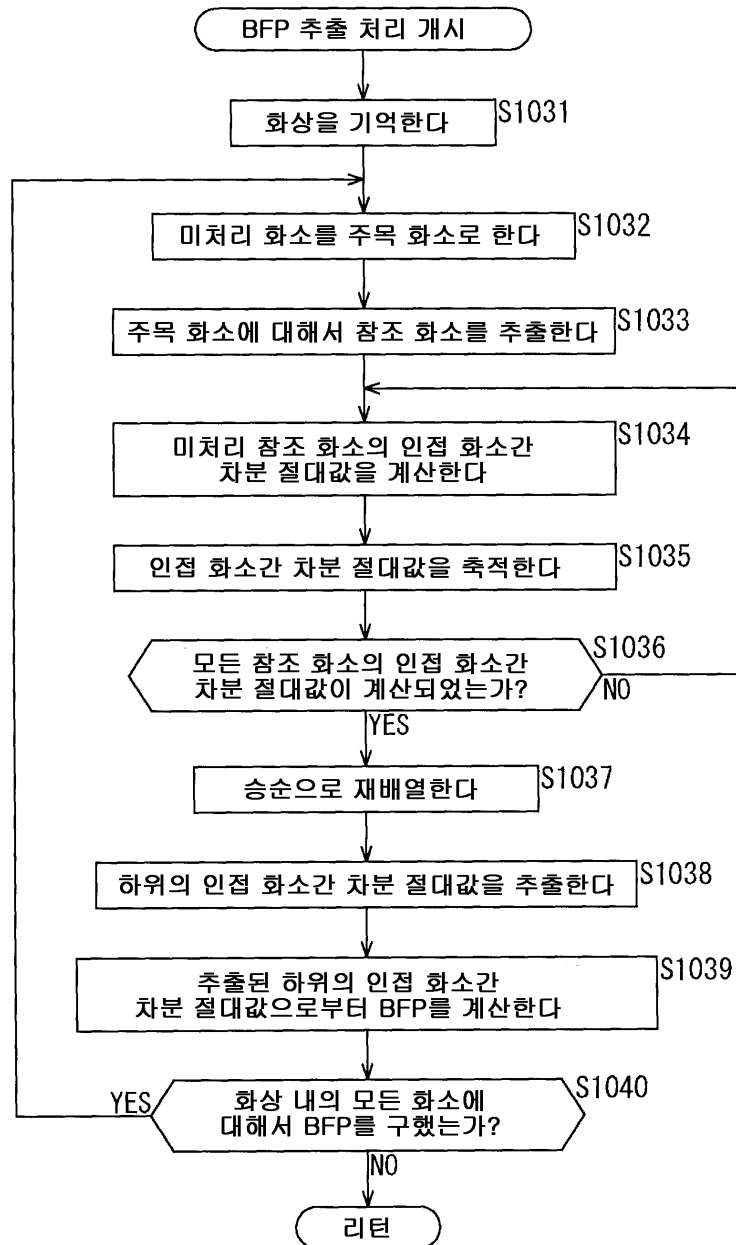 BFP 추출 처리 개시
화상을 기억한다
S1031
미처리 화소를 주목 화소로 한다
S1032
주목 화소에 대해서 참조 화소를 추출한다
S1033
미처리 참조 화소의 인접 화소간
차분 절대값을 계산한다
S1034
인접 화소간 차분 절대값을 축적한다
S1035
모든 참조 화소의 인접 화소간
차분 절대값이 계산되었는가?
S1036
NO
YES
승순으로 재배열한다
S1037
하위의 인접 화소간 차분 절대값을 추출한다
S1038
추출된 하위의 인접 화소간
차분 절대값으로부터 BFP를 계산한다
S1039
YES
화상 내의 모든 화소에
대해서 BFP를 구했는가?
S1040
NO
리턴